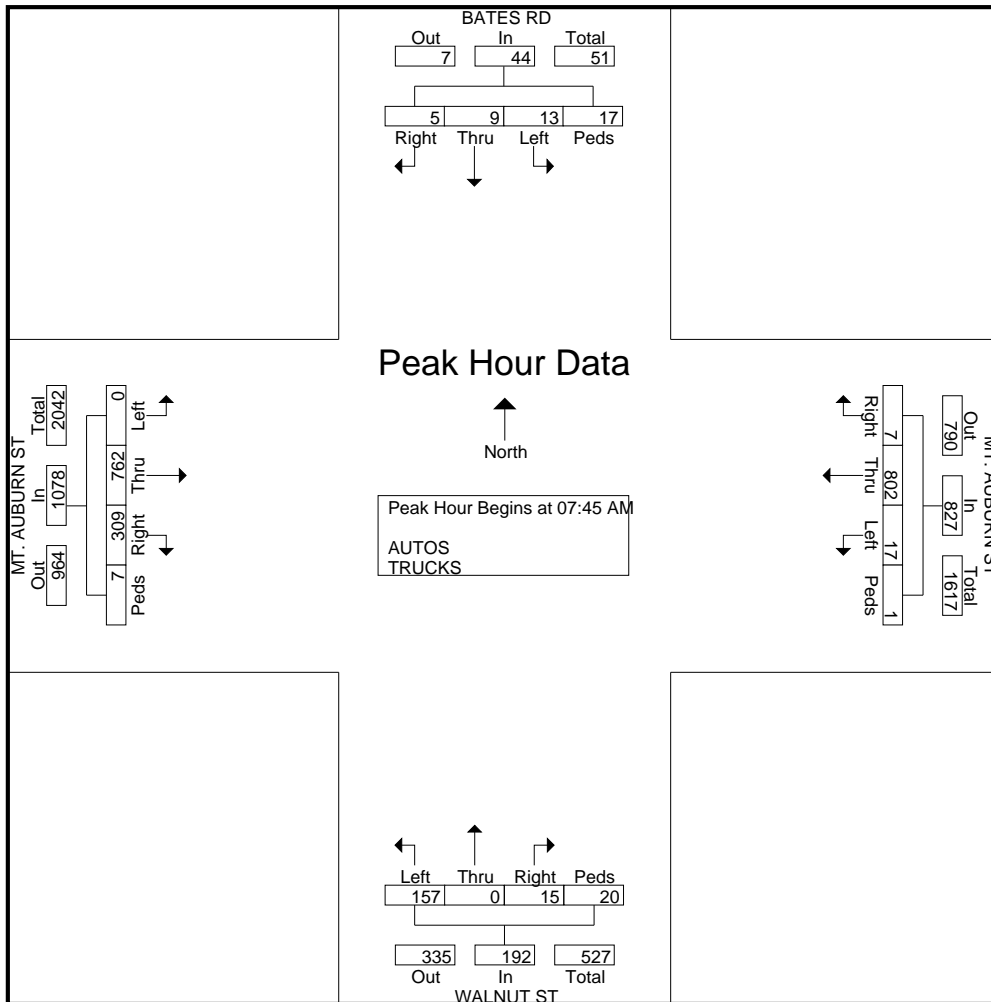 BATES RD
Out In Total
7 44 51
5 9 13 17
Right Thru Left Peds
Peak Hour Data
North
Peak Hour Begins at 07:45 AM
AUTOS
TRUCKS
MT. AUBURN ST
Total In Out
2042 1078 964
0 762 309 7
Left Thru Right Peds
MT. AUBURN ST
Out In Total
790 827 1617
7 802 17 1
Right Thru Left Peds
Left Thru Right Peds
157 0 15 20
335 192 527
Out In Total
WALNUT ST